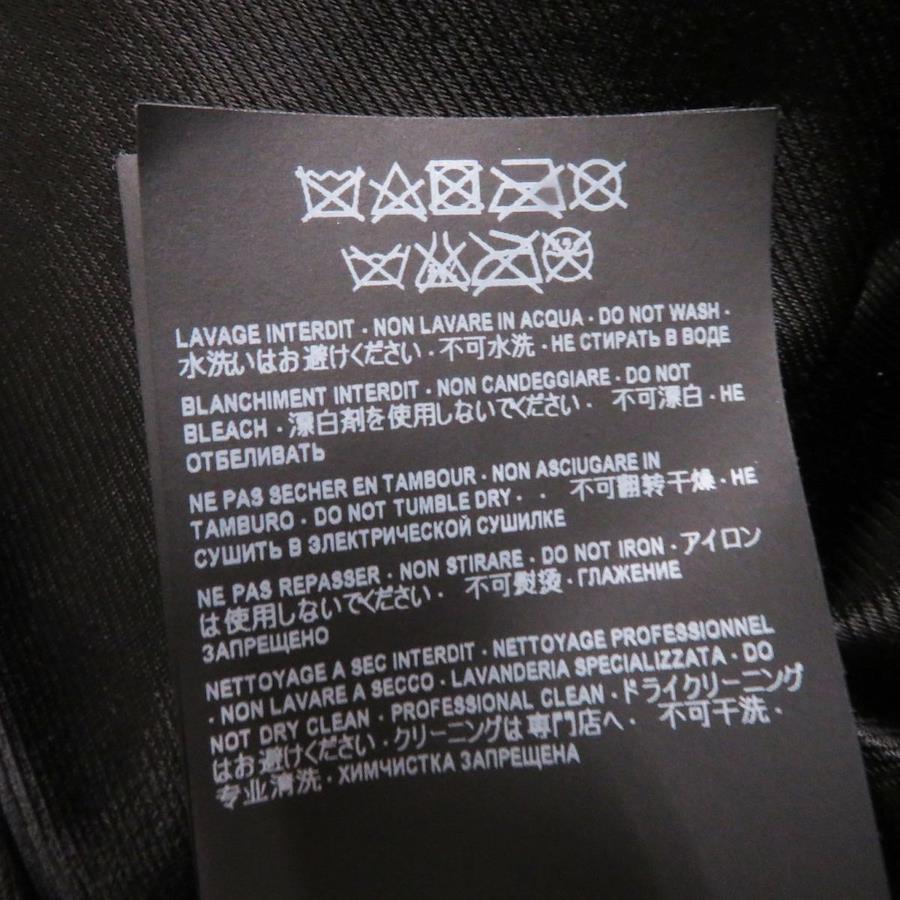 LAVAGE INTERDIT · NON LAVARE IN ACQUA · DO NOT WASH ·
水洗いはお避けください · 不可水洗 · НЕ СТИРАТЬ В ВОДЕ
BLANCHIMENT INTERDIT · NON CANDEGGIARE · DO NOT
BLEACH · 漂白剤を使用しないでください · 不可漂白 · НЕ
ОТБЕЛИВАТЬ
NE PAS SECHER EN TAMBOUR · NON ASCIUGARE IN
TAMBURO · DO NOT TUMBLE DRY · · 不可翻转干燥 · НЕ
СУШИТЬ В ЭЛЕКТРИЧЕСКОЙ СУШИЛКЕ
NE PAS REPASSER · NON STIRARE · DO NOT IRON · アイロン
は使用しないでください · 不可熨烫 · ГЛАЖЕНИЕ
ЗАПРЕЩЕНО
NETTOYAGE A SEC INTERDIT · NETTOYAGE PROFESSIONNEL
· NON LAVARE A SECCO · LAVANDERIA SPECIALIZZATA · DO
NOT DRY CLEAN · PROFESSIONAL CLEAN · ドライクリーニング
はお避けください · クリーニングは専門店へ · 不可干洗 ·
专业清洗 · ХИМЧИСТКА ЗАПРЕЩЕНА